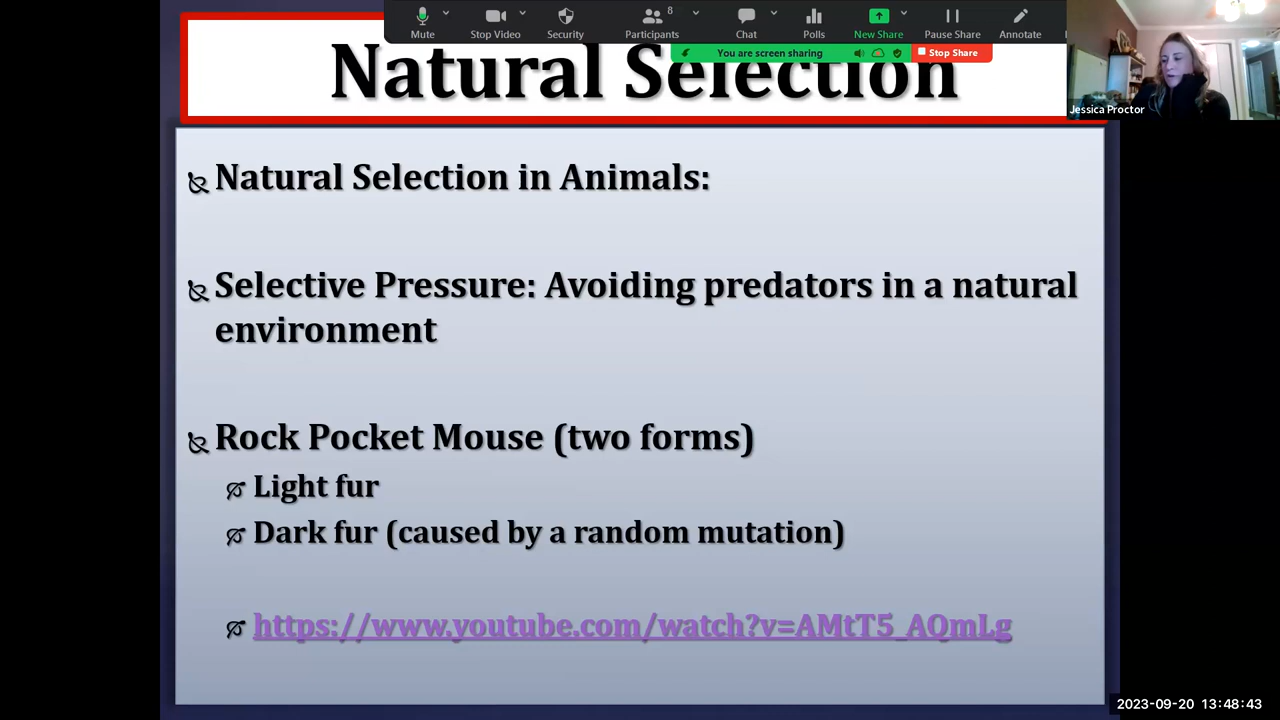 Mute
Stop Video
Security
Participants
8
Chat
Polls
New Share
Pause Share
Annotate
You are screen sharing
Stop Share
Natural Selection
Jessica Proctor
Natural Selection in Animals:
Selective Pressure: Avoiding predators in a natural
environment
Rock Pocket Mouse (two forms)
Light fur
Dark fur (caused by a random mutation)
https://www.youtube.com/watch?v=AMtT5_AQmLg
2023-09-20 13:48:43